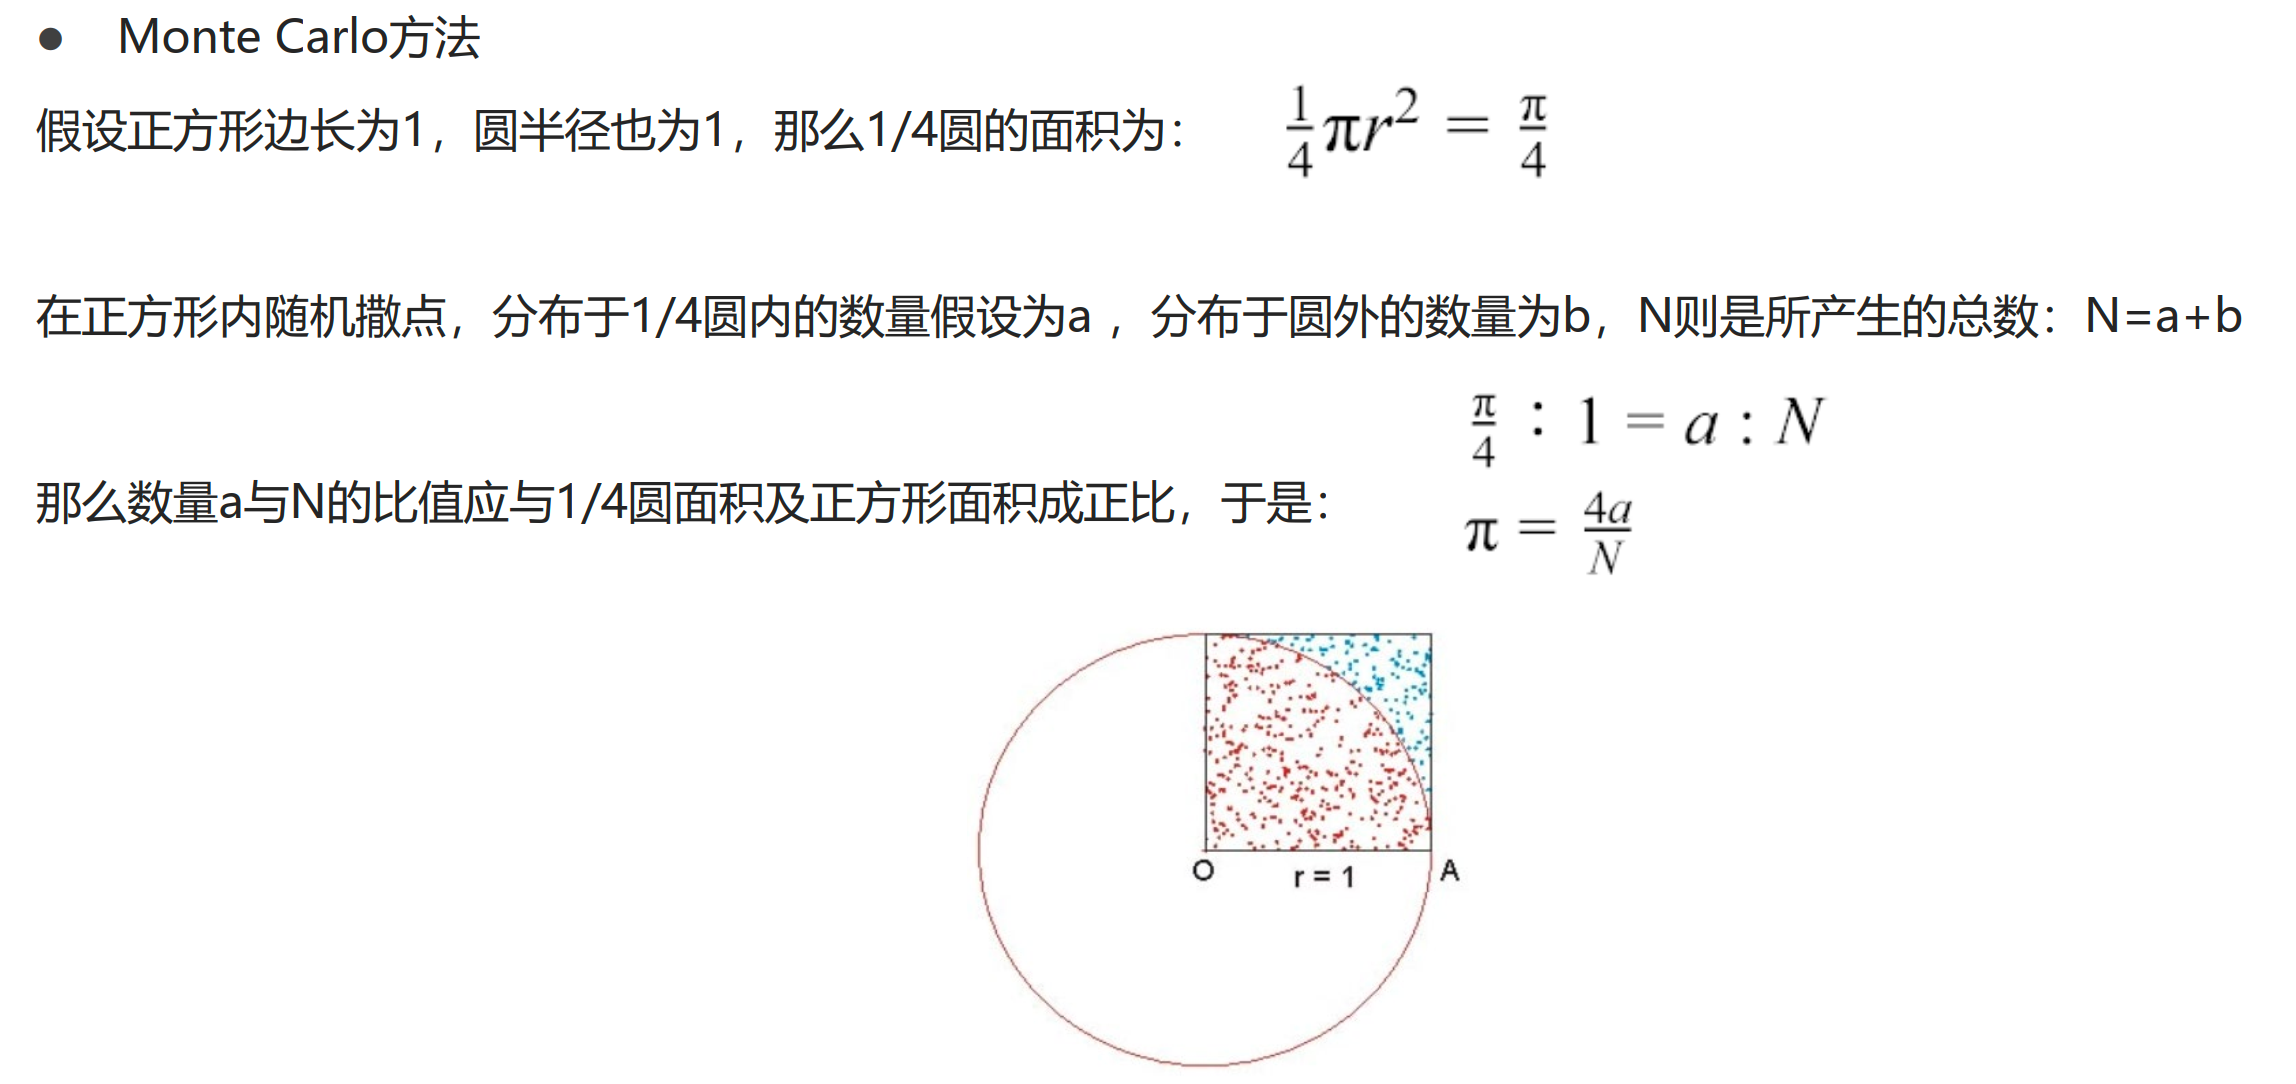 ● Monte Carlo方法
假设正方形边长为1，圆半径也为1，那么1/4圆的面积为： $\frac{1}{4}πr^2 = \frac{π}{4}$
在正方形内随机撒点，分布于1/4圆内的数量假设为a ，分布于圆外的数量为b，N则是所产生的总数：N=a+b
$\frac{π}{4} : 1 = a : N$
那么数量a与N的比值应与1/4圆面积及正方形面积成正比，于是：
$π = \frac{4a}{N}$
O r = 1 A